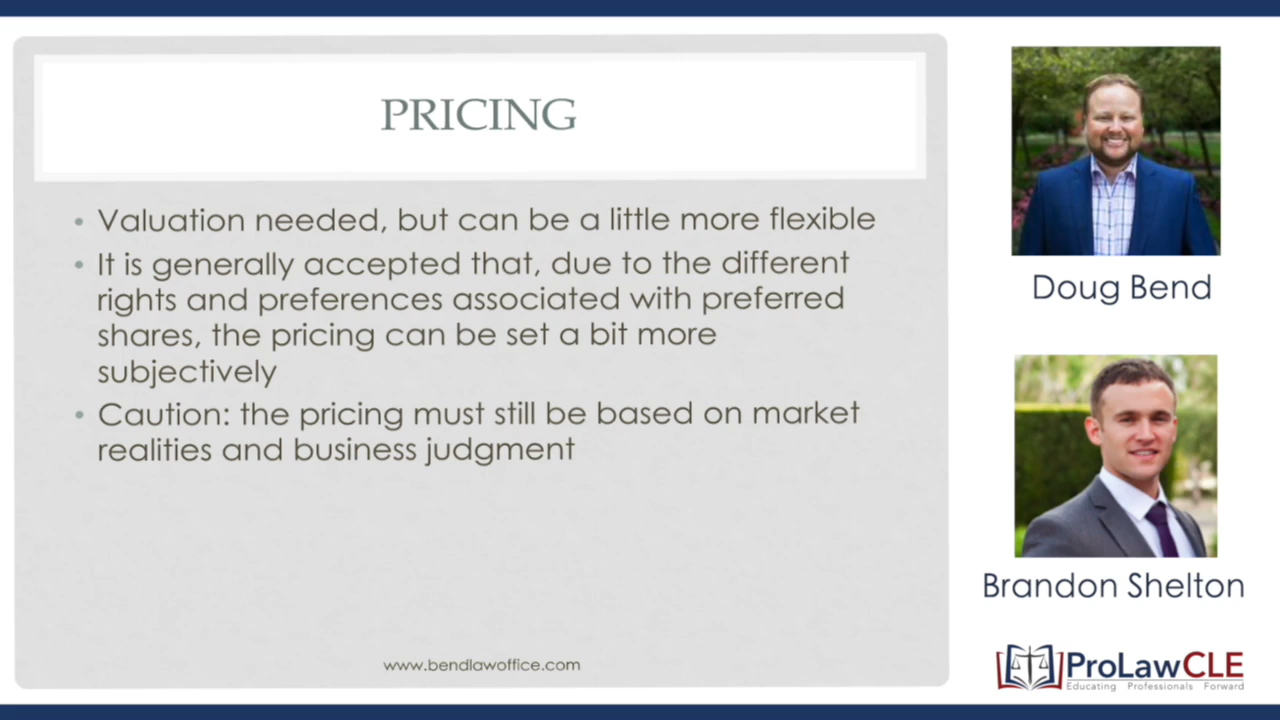 PRICING
• Valuation needed, but can be a little more flexible
• It is generally accepted that, due to the different
rights and preferences associated with preferred
shares, the pricing can be set a bit more
subjectively
• Caution: the pricing must still be based on market
realities and business judgment
www.bendlawoffice.com
Doug Bend
Brandon Shelton
ProLawCLE
Educating Professionals Forward